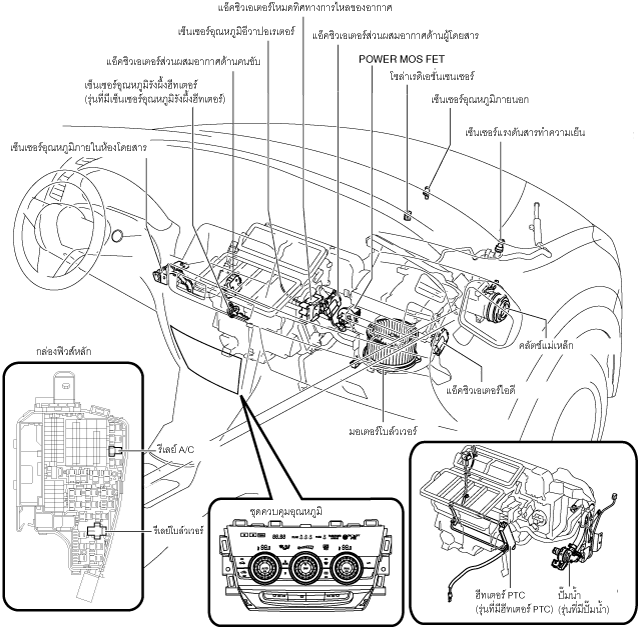 แอ็คชิวเอเตอร์โหมดทิศทางการไหลของอากาศ
เซ็นเซอร์อุณหภูมิอีวาปอเรเตอร์
แอ็คชิวเอเตอร์ส่วนผสมอากาศด้านผู้โดยสาร
แอ็คชิวเอเตอร์ส่วนผสมอากาศด้านคนขับ
POWER MOS FET
โซล่าเรดิเอชั่นเซนเซอร์
เซ็นเซอร์อุณหภูมิรังผึ้งฮีทเตอร์
(รุ่นที่มีเซ็นเซอร์อุณหภูมิรังผึ้งฮีทเตอร์)
เซ็นเซอร์อุณหภูมิภายนอก
เซ็นเซอร์แรงดันสารทำความเย็น
เซ็นเซอร์อุณหภูมิภายในห้องโดยสาร
คลัตช์แม่เหล็ก
กล่องฟิวส์หลัก
แอ็คชิวเอเตอร์ไอดี
มอเตอร์โบล์วเวอร์
รีเลย์ A/C
ชุดควบคุมอุณหภูมิ
รีเลย์โบล์วเวอร์
ฮีทเตอร์ PTC
(รุ่นที่มีฮีทเตอร์ PTC)
ปั๊มน้ำ
(รุ่นที่มีปั๊มน้ำ)